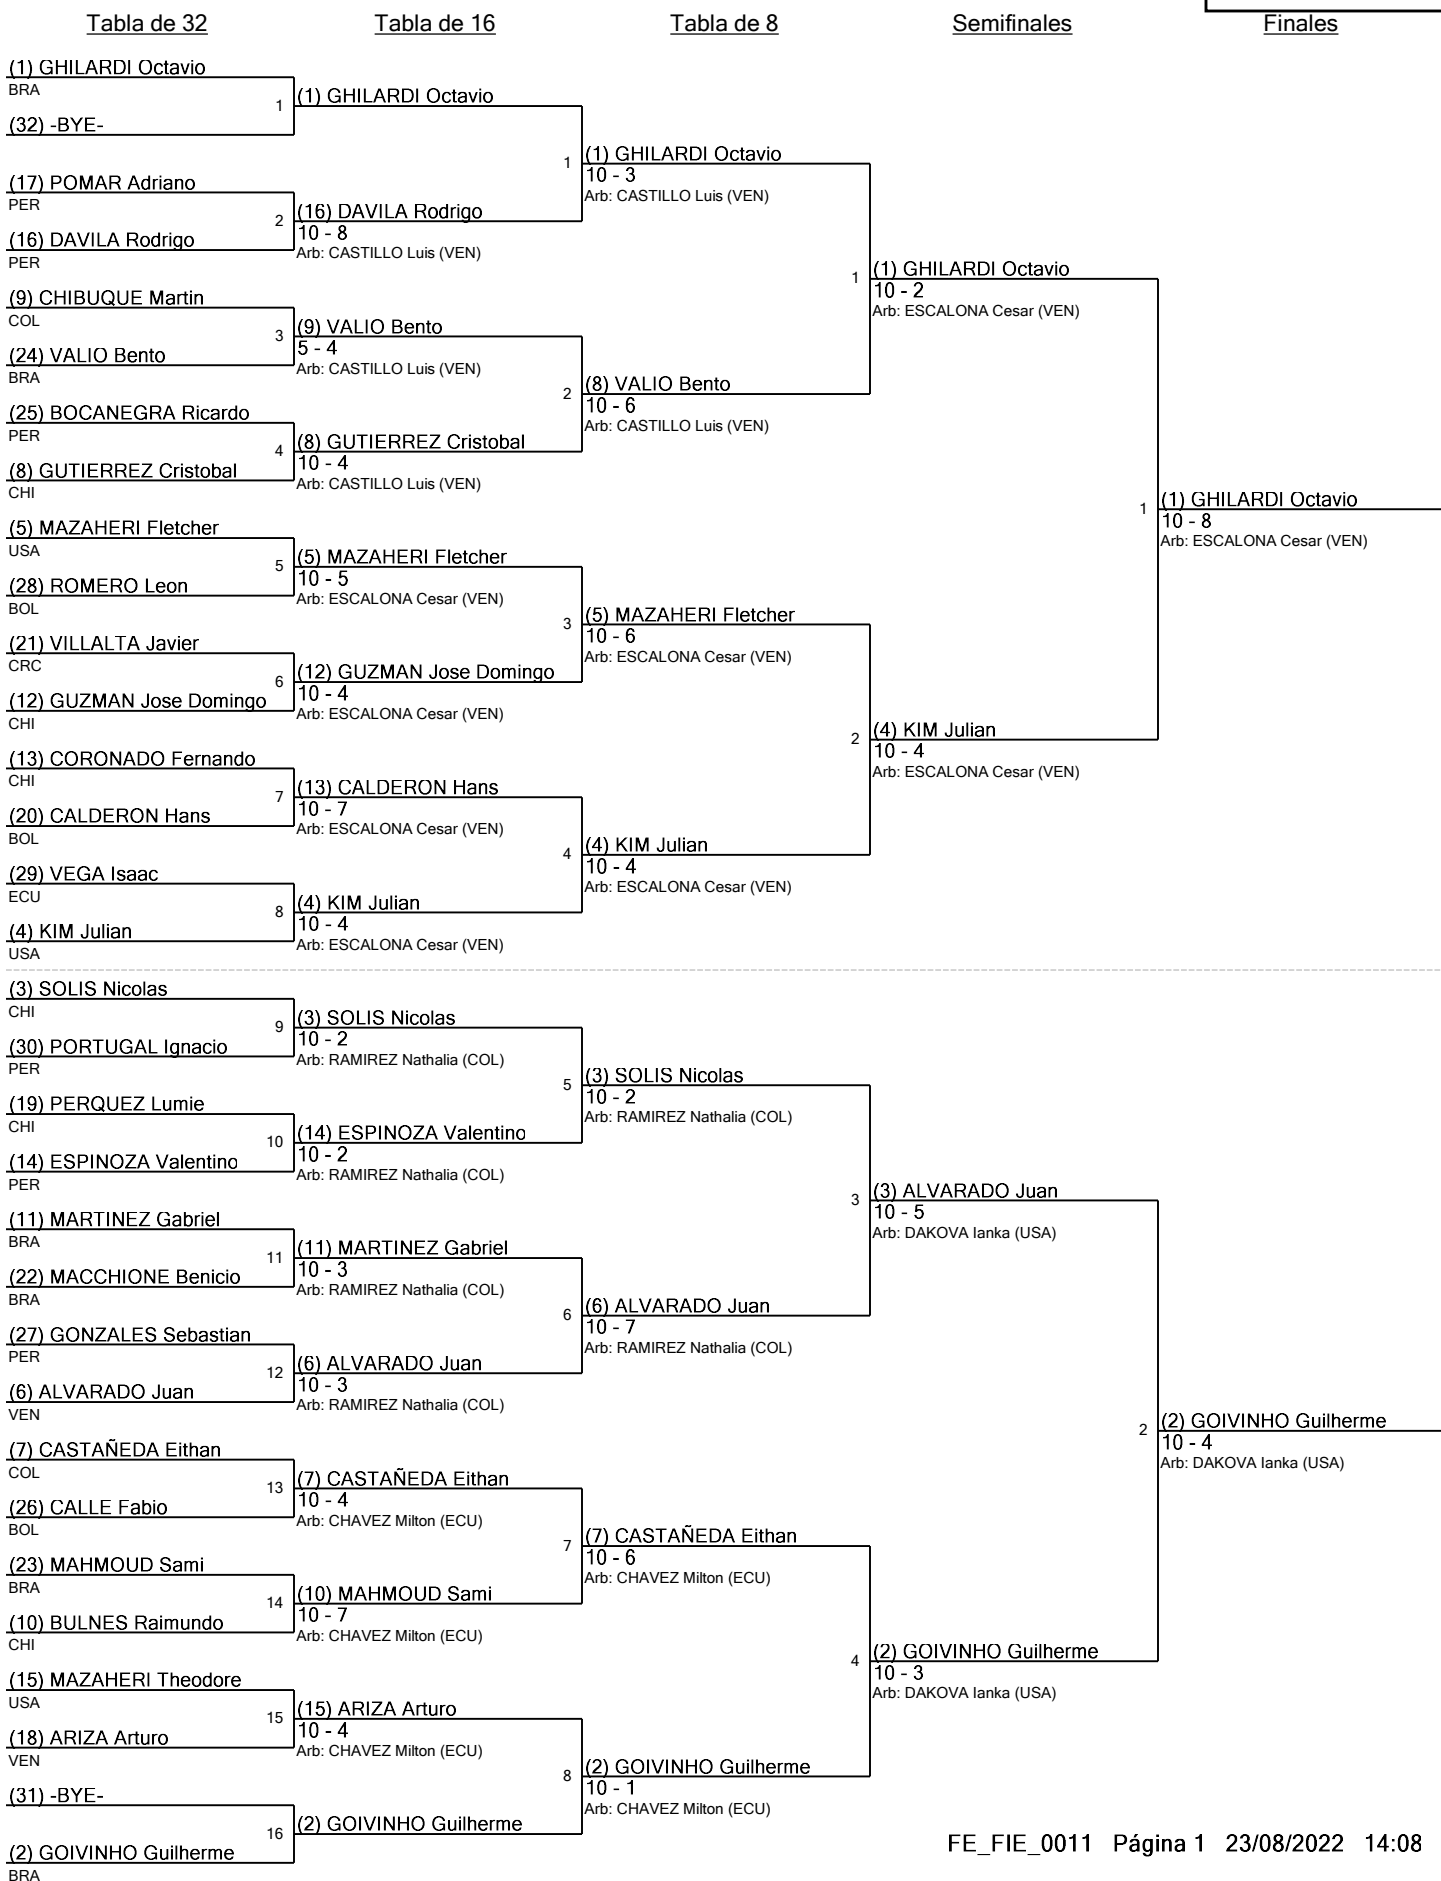 Tabla de 32
Tabla de 16
Tabla de 8
Semifinales
Finales
(1) GHILARDI Octavio
BRA
(32) -BYE-
(17) POMAR Adriano
PER
(16) DAVILA Rodrigo
PER
(9) CHIBUQUE Martin
COL
(24) VALIO Bento
BRA
(25) BOCANEGRA Ricardo
PER
(8) GUTIERREZ Cristobal
CHI
(5) MAZAHERI Fletcher
USA
(28) ROMERO Leon
BOL
(21) VILLALTA Javier
CRC
(12) GUZMAN Jose Domingo
CHI
(13) CORONADO Fernando
CHI
(20) CALDERON Hans
BOL
(29) VEGA Isaac
ECU
(4) KIM Julian
USA
(3) SOLIS Nicolas
CHI
(30) PORTUGAL Ignacio
PER
(19) PERQUEZ Lumie
CHI
(14) ESPINOZA Valentino
PER
(11) MARTINEZ Gabriel
BRA
(22) MACCHIONE Benicio
BRA
(27) GONZALES Sebastian
PER
(6) ALVARADO Juan
VEN
(7) CASTAÑEDA Eithan
COL
(26) CALLE Fabio
BOL
(23) MAHMOUD Sami
BRA
(10) BULNES Raimundo
CHI
(15) MAZAHERI Theodore
USA
(18) ARIZA Arturo
VEN
(31) -BYE-
(2) GOIVINHO Guilherme
BRA
1
(1) GHILARDI Octavio
2
(16) DAVILA Rodrigo
10 - 8
Arb: CASTILLO Luis (VEN)
3
(9) VALIO Bento
5 - 4
Arb: CASTILLO Luis (VEN)
4
(8) GUTIERREZ Cristobal
10 - 4
Arb: CASTILLO Luis (VEN)
5
(5) MAZAHERI Fletcher
10 - 5
Arb: ESCALONA Cesar (VEN)
6
(12) GUZMAN Jose Domingo
10 - 4
Arb: ESCALONA Cesar (VEN)
7
(13) CALDERON Hans
10 - 7
Arb: ESCALONA Cesar (VEN)
8
(4) KIM Julian
10 - 4
Arb: ESCALONA Cesar (VEN)
9
(3) SOLIS Nicolas
10 - 2
Arb: RAMIREZ Nathalia (COL)
10
(14) ESPINOZA Valentino
10 - 2
Arb: RAMIREZ Nathalia (COL)
11
(11) MARTINEZ Gabriel
10 - 3
Arb: RAMIREZ Nathalia (COL)
12
(6) ALVARADO Juan
10 - 3
Arb: RAMIREZ Nathalia (COL)
13
(7) CASTAÑEDA Eithan
10 - 4
Arb: CHAVEZ Milton (ECU)
14
(10) MAHMOUD Sami
10 - 7
Arb: CHAVEZ Milton (ECU)
15
(15) ARIZA Arturo
10 - 4
Arb: CHAVEZ Milton (ECU)
16
(2) GOIVINHO Guilherme
1
(1) GHILARDI Octavio
10 - 3
Arb: CASTILLO Luis (VEN)
2
(8) VALIO Bento
10 - 6
Arb: CASTILLO Luis (VEN)
3
(5) MAZAHERI Fletcher
10 - 6
Arb: ESCALONA Cesar (VEN)
4
(4) KIM Julian
10 - 4
Arb: ESCALONA Cesar (VEN)
5
(3) SOLIS Nicolas
10 - 2
Arb: RAMIREZ Nathalia (COL)
6
(6) ALVARADO Juan
10 - 7
Arb: RAMIREZ Nathalia (COL)
7
(7) CASTAÑEDA Eithan
10 - 6
Arb: CHAVEZ Milton (ECU)
8
(2) GOIVINHO Guilherme
10 - 1
Arb: CHAVEZ Milton (ECU)
1
(1) GHILARDI Octavio
10 - 2
Arb: ESCALONA Cesar (VEN)
2
(4) KIM Julian
10 - 4
Arb: ESCALONA Cesar (VEN)
3
(3) ALVARADO Juan
10 - 5
Arb: DAKOVA Ianka (USA)
4
(2) GOIVINHO Guilherme
10 - 3
Arb: DAKOVA Ianka (USA)
1
(1) GHILARDI Octavio
10 - 8
Arb: ESCALONA Cesar (VEN)
2
(2) GOIVINHO Guilherme
10 - 4
Arb: DAKOVA Ianka (USA)
FE_FIE_0011 Página 1 23/08/2022 14:08